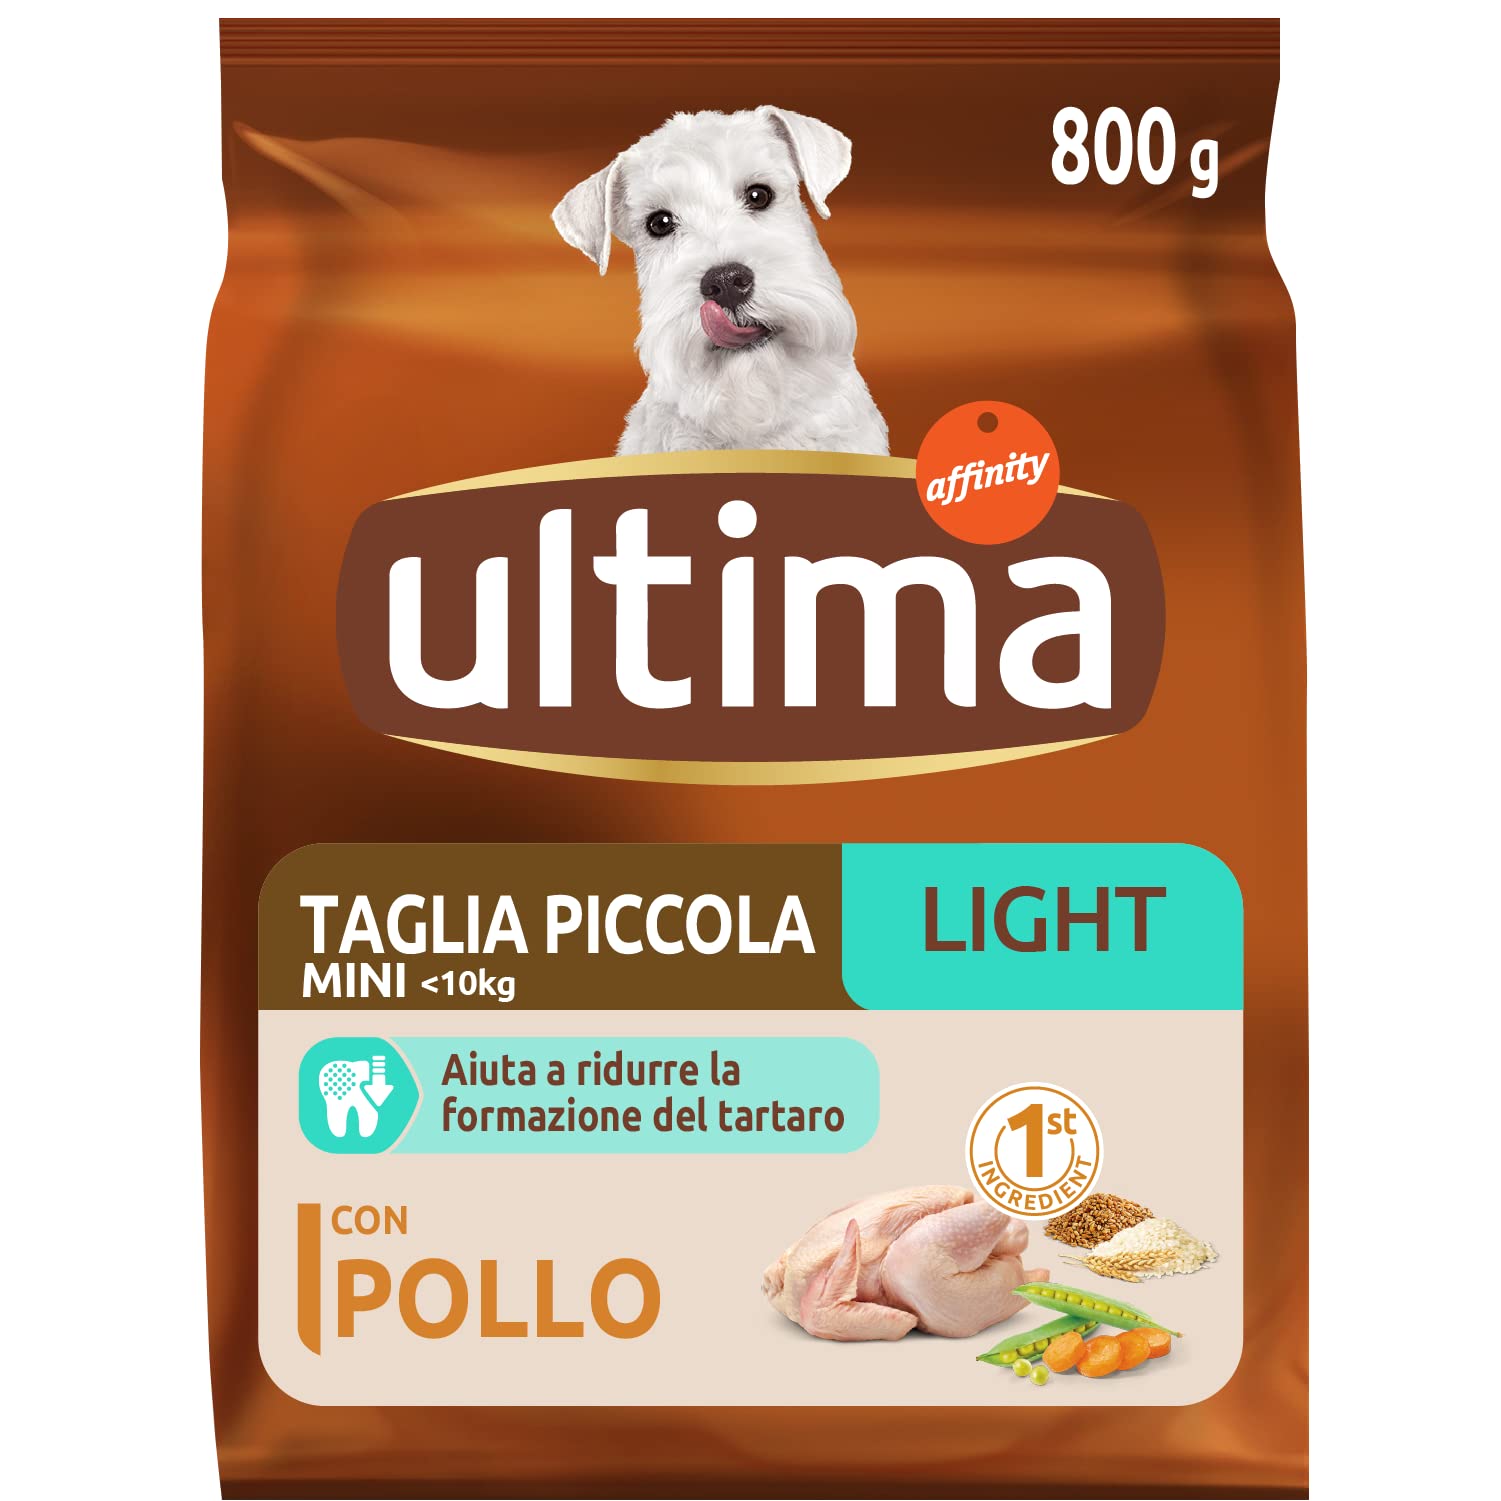 800 g
affinity
ultima
TAGLIA PICCOLA
MINI <10kg
LIGHT
Aiuta a ridurre la
formazione del tartaro
1st
INGREDIENT
CON
POLLO